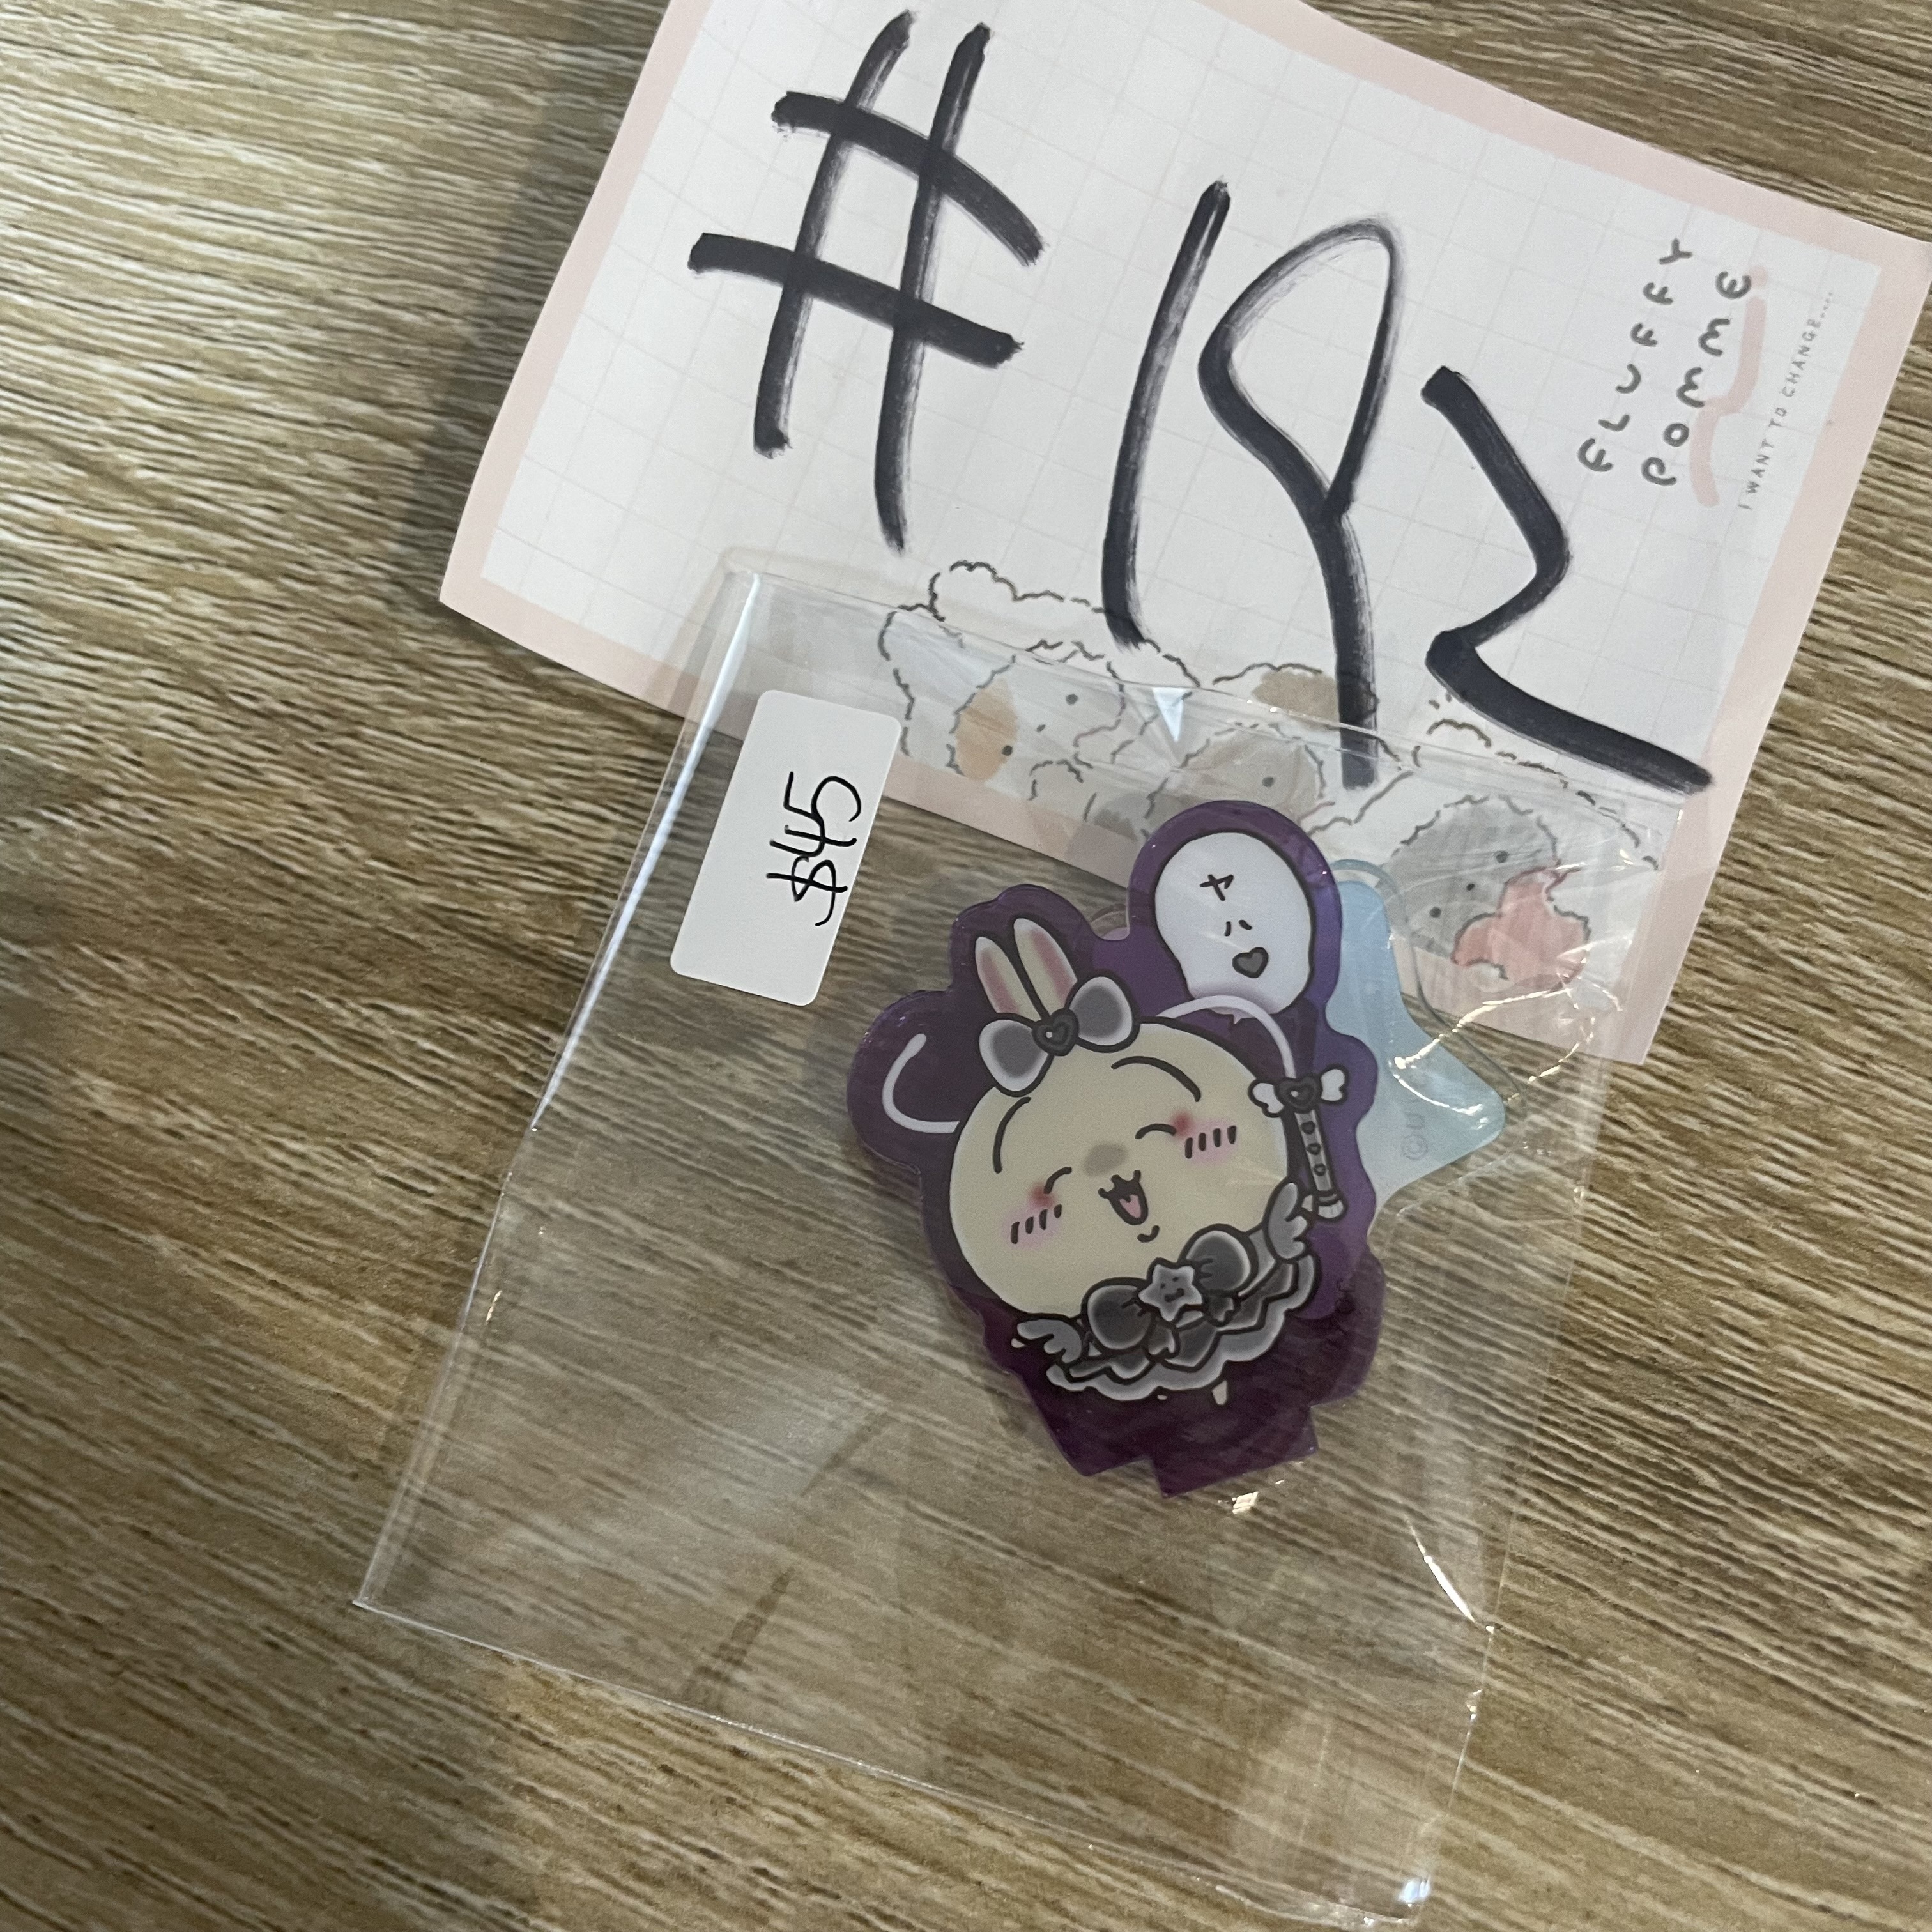 #192
FLUFFY
POMME
I WANT TO CHANGE....
$45
ヤハ
©U